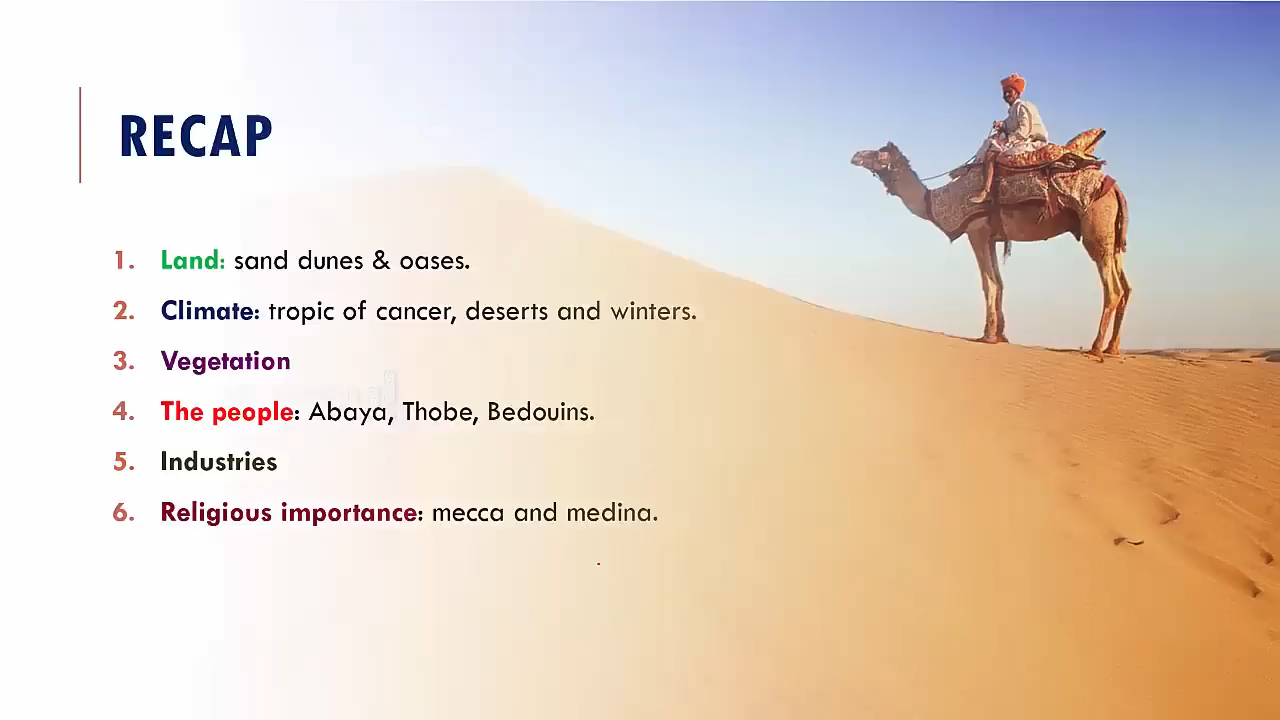 RECAP
1. Land: sand dunes & oases.
2. Climate: tropic of cancer, deserts and winters.
3. Vegetation
4. The people: Abaya, Thobe, Bedouins.
5. Industries
6. Religious importance: mecca and medina.